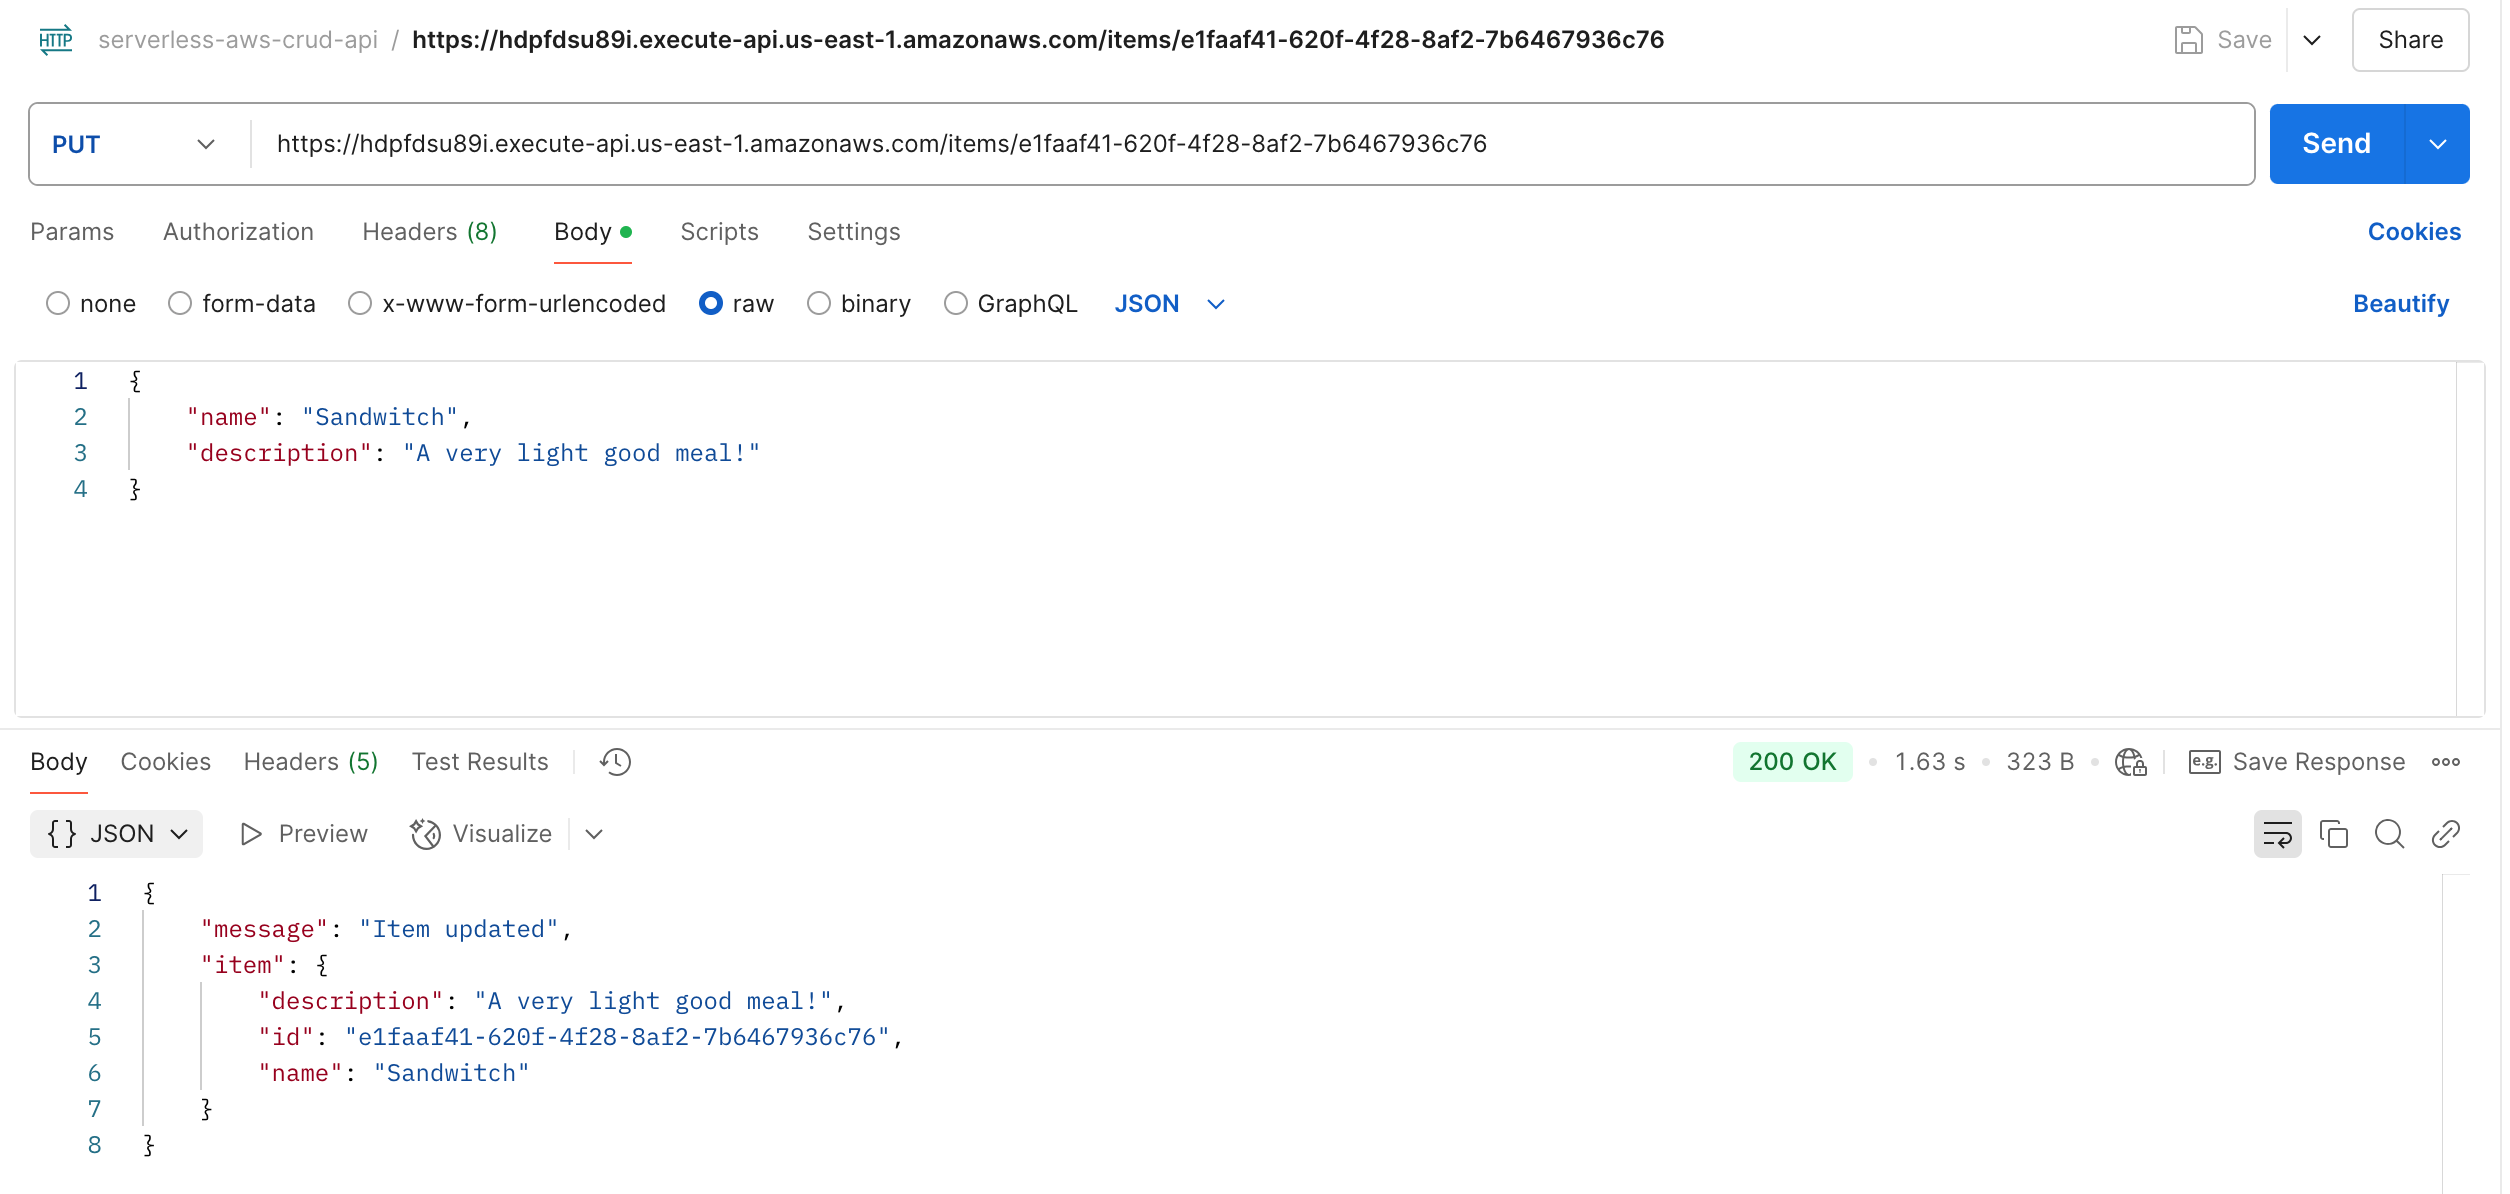 HTTP serverless-aws-crud-api / https://hdpfdsu89i.execute-api.us-east-1.amazonaws.com/items/e1faaf41-620f-4f28-8af2-7b6467936c76 Save Share
PUT https://hdpfdsu89i.execute-api.us-east-1.amazonaws.com/items/e1faaf41-620f-4f28-8af2-7b6467936c76 Send
Params Authorization Headers (8) Body Scripts Settings Cookies
none form-data x-www-form-urlencoded raw binary GraphQL JSON Beautify
1 {
2 "name": "Sandwitch",
3 "description": "A very light good meal!"
4 }
Body Cookies Headers (5) Test Results 200 OK • 1.63 s • 323 B • e.g. Save Response
{} JSON Preview Visualize
1 {
2 "message": "Item updated",
3 "item": {
4 "description": "A very light good meal!",
5 "id": "e1faaf41-620f-4f28-8af2-7b6467936c76",
6 "name": "Sandwitch"
7 }
8 }